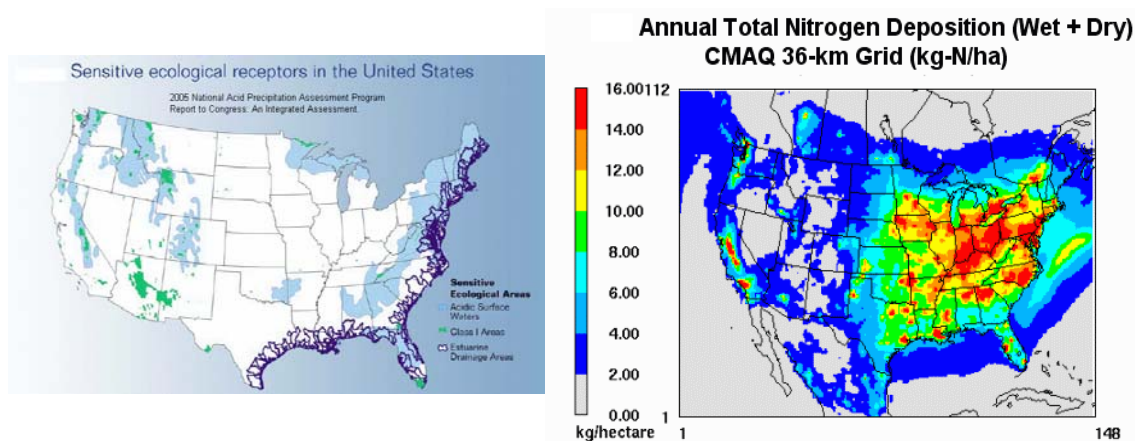 Sensitive ecological receptors in the United States
2005 National Acid Precipitation Assessment Program
Report to Congress: An Integrated Assessment.
Sensitive
Ecological Areas
Acidic Surface
Waters
Class I Areas
Estuarine
Drainage Areas
Annual Total Nitrogen Deposition (Wet + Dry)
CMAQ 36-km Grid (kg-N/ha)
16.00
14.00
12.00
10.00
8.00
6.00
4.00
2.00
0.00
kg/hectare
112
1
1
148